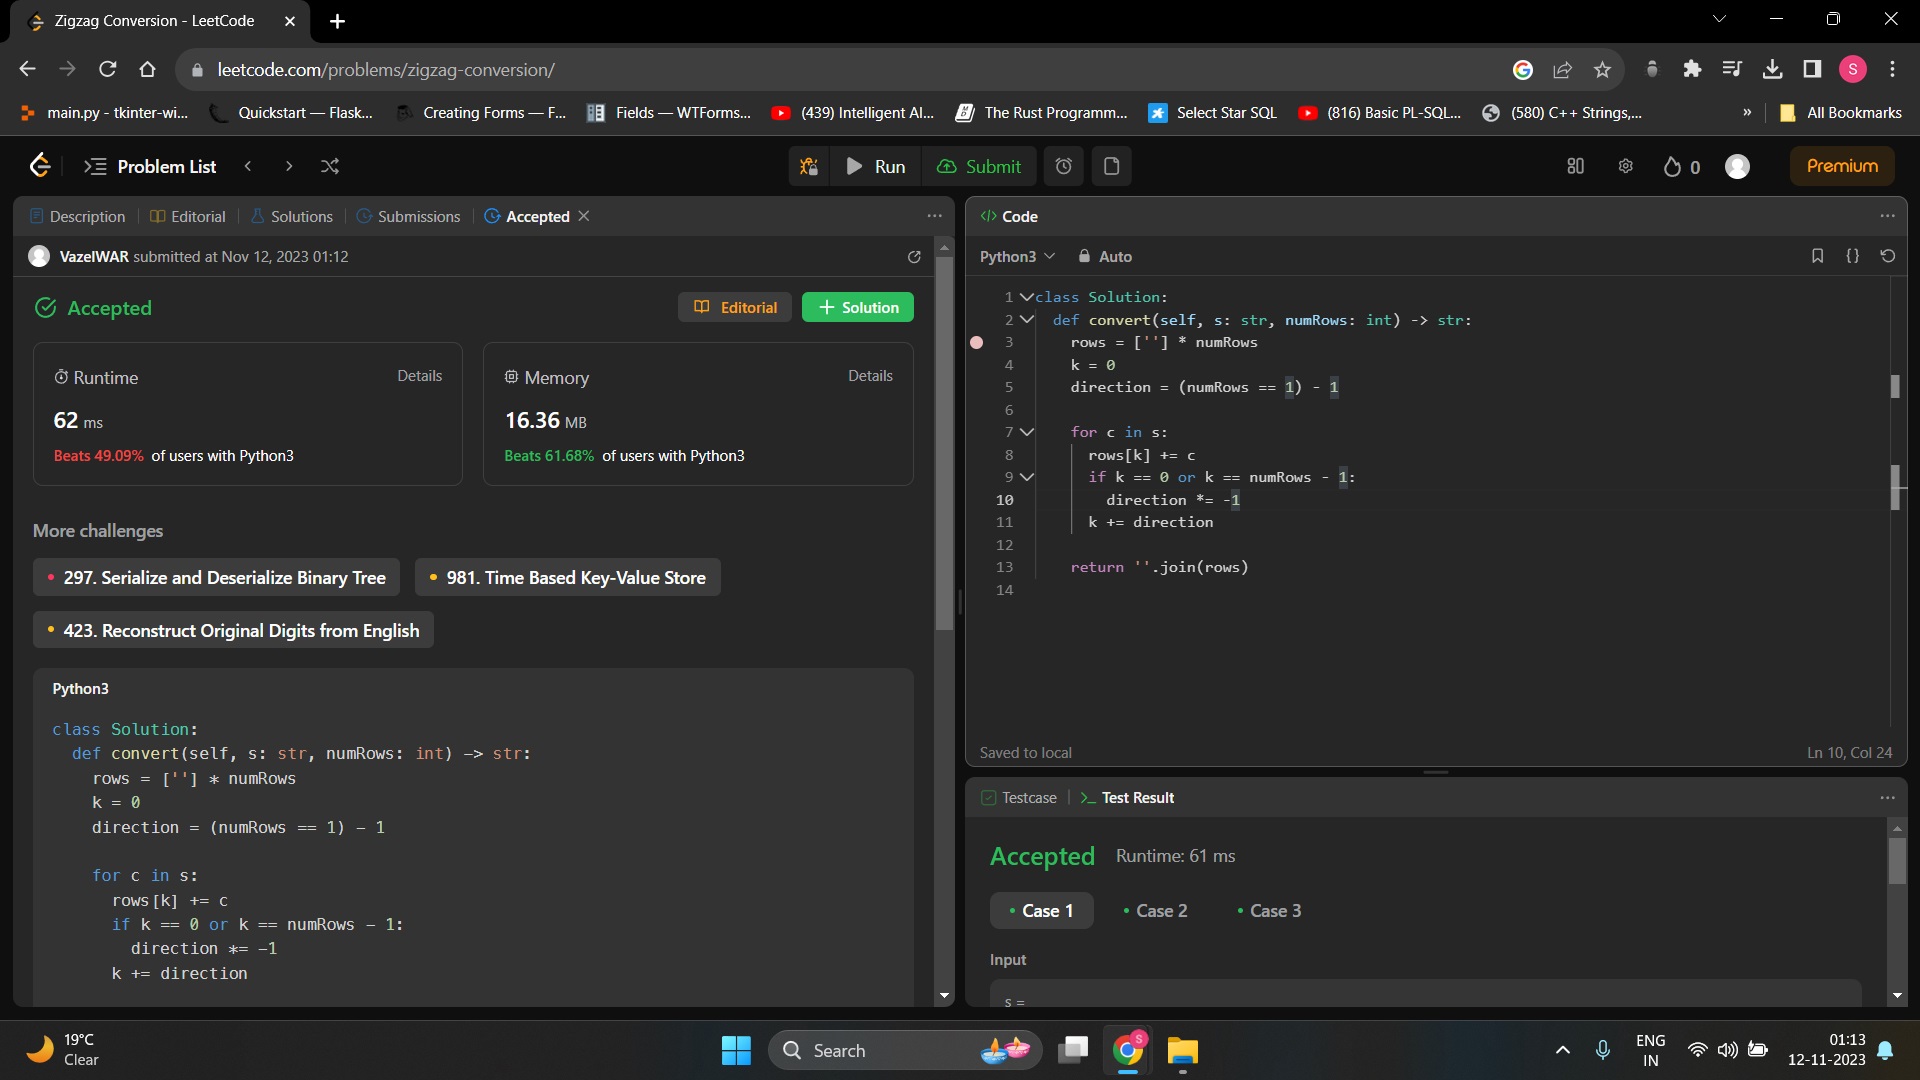 Zigzag Conversion - LeetCode
leetcode.com/problems/zigzag-conversion/
S
main.py - tkinter-wi...
Quickstart — Flask...
Creating Forms — F...
Fields — WTForms...
(439) Intelligent Al...
The Rust Programm...
Select Star SQL
(816) Basic PL-SQL...
(580) C++ Strings,...
»
All Bookmarks
Problem List
Run
Submit
0
Premium
Description
Editorial
Solutions
Submissions
Accepted
VazelWAR submitted at Nov 12, 2023 01:12
Accepted
Editorial
+ Solution
Runtime
Details
62 ms
Beats 49.09% of users with Python3
Memory
Details
16.36 MB
Beats 61.68% of users with Python3
More challenges
297. Serialize and Deserialize Binary Tree
981. Time Based Key-Value Store
423. Reconstruct Original Digits from English
Python3
class Solution:
def convert(self, s: str, numRows: int) -> str:
rows = [''] * numRows
k = 0
direction = (numRows == 1) - 1
for c in s:
rows[k] += c
if k == 0 or k == numRows - 1:
direction *= -1
k += direction
</> Code
Python3
Auto
{}
1 class Solution:
2 def convert(self, s: str, numRows: int) -> str:
3 rows = [''] * numRows
4 k = 0
5 direction = (numRows == 1) - 1
6
7 for c in s:
8 rows[k] += c
9 if k == 0 or k == numRows - 1:
10 direction *= -1
11 k += direction
12
13 return ''.join(rows)
14
Saved to local
Ln 10, Col 24
Testcase
>_ Test Result
Accepted
Runtime: 61 ms
Case 1
Case 2
Case 3
Input
s =
19°C
Clear
Search
S
ENG
IN
01:13
12-11-2023